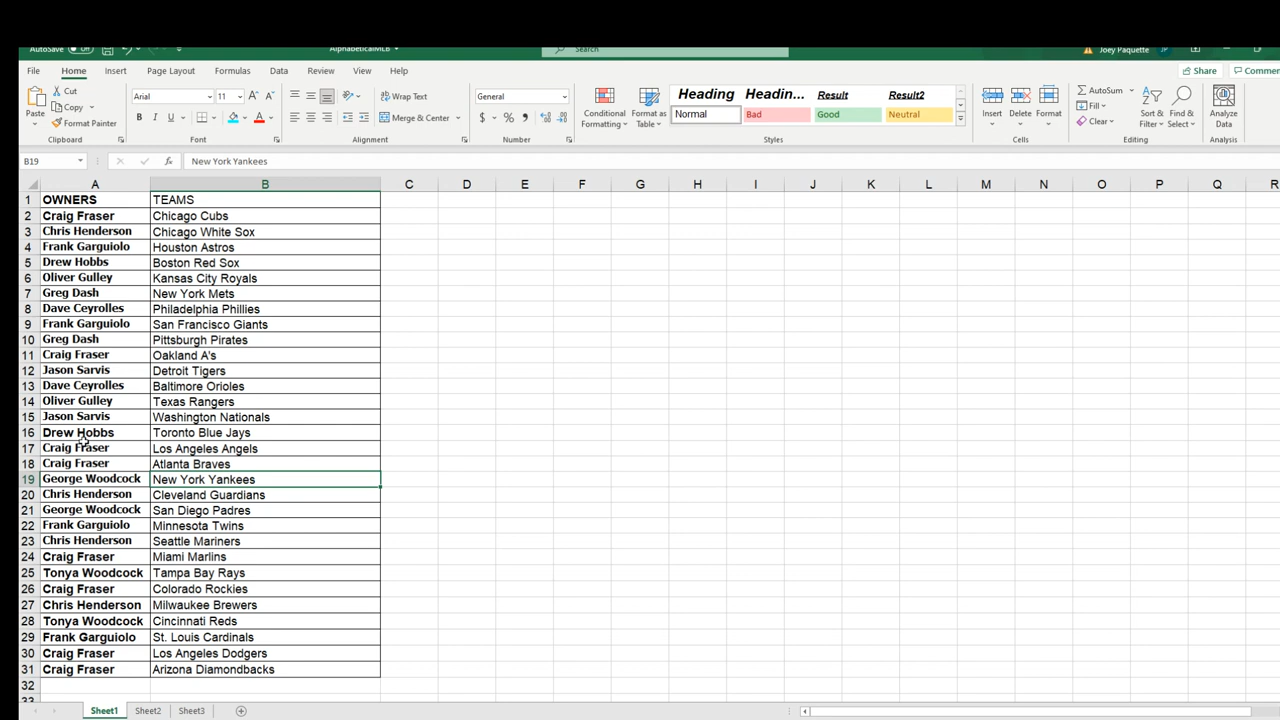 AutoSave Off AlphabeticalMLB Search Joey Paquette JP
File Home Insert Page Layout Formulas Data Review View Help Share Commen
Paste Cut Copy Format Painter Clipboard
Arial 11 B I U A A A Font
Wrap Text Merge & Center Alignment
General $ % Number
Conditional Formatting Format as Table Heading Headin... Result Result2 Normal Bad Good Neutral Styles
Insert Delete Format Cells
AutoSum Fill Clear Sort & Filter Find & Select Editing
Analyze Data Analysis
B19 fx New York Yankees
A B C D E F G H I J K L M N O P Q R
1 OWNERS TEAMS
2 Craig Fraser Chicago Cubs
3 Chris Henderson Chicago White Sox
4 Frank Garguiolo Houston Astros
5 Drew Hobbs Boston Red Sox
6 Oliver Gulley Kansas City Royals
7 Greg Dash New York Mets
8 Dave Ceyrolles Philadelphia Phillies
9 Frank Garguiolo San Francisco Giants
10 Greg Dash Pittsburgh Pirates
11 Craig Fraser Oakland A's
12 Jason Sarvis Detroit Tigers
13 Dave Ceyrolles Baltimore Orioles
14 Oliver Gulley Texas Rangers
15 Jason Sarvis Washington Nationals
16 Drew Hobbs Toronto Blue Jays
17 Craig Fraser Los Angeles Angels
18 Craig Fraser Atlanta Braves
19 George Woodcock New York Yankees
20 Chris Henderson Cleveland Guardians
21 George Woodcock San Diego Padres
22 Frank Garguiolo Minnesota Twins
23 Chris Henderson Seattle Mariners
24 Craig Fraser Miami Marlins
25 Tonya Woodcock Tampa Bay Rays
26 Craig Fraser Colorado Rockies
27 Chris Henderson Milwaukee Brewers
28 Tonya Woodcock Cincinnati Reds
29 Frank Garguiolo St. Louis Cardinals
30 Craig Fraser Los Angeles Dodgers
31 Craig Fraser Arizona Diamondbacks
32
33
Sheet1 Sheet2 Sheet3